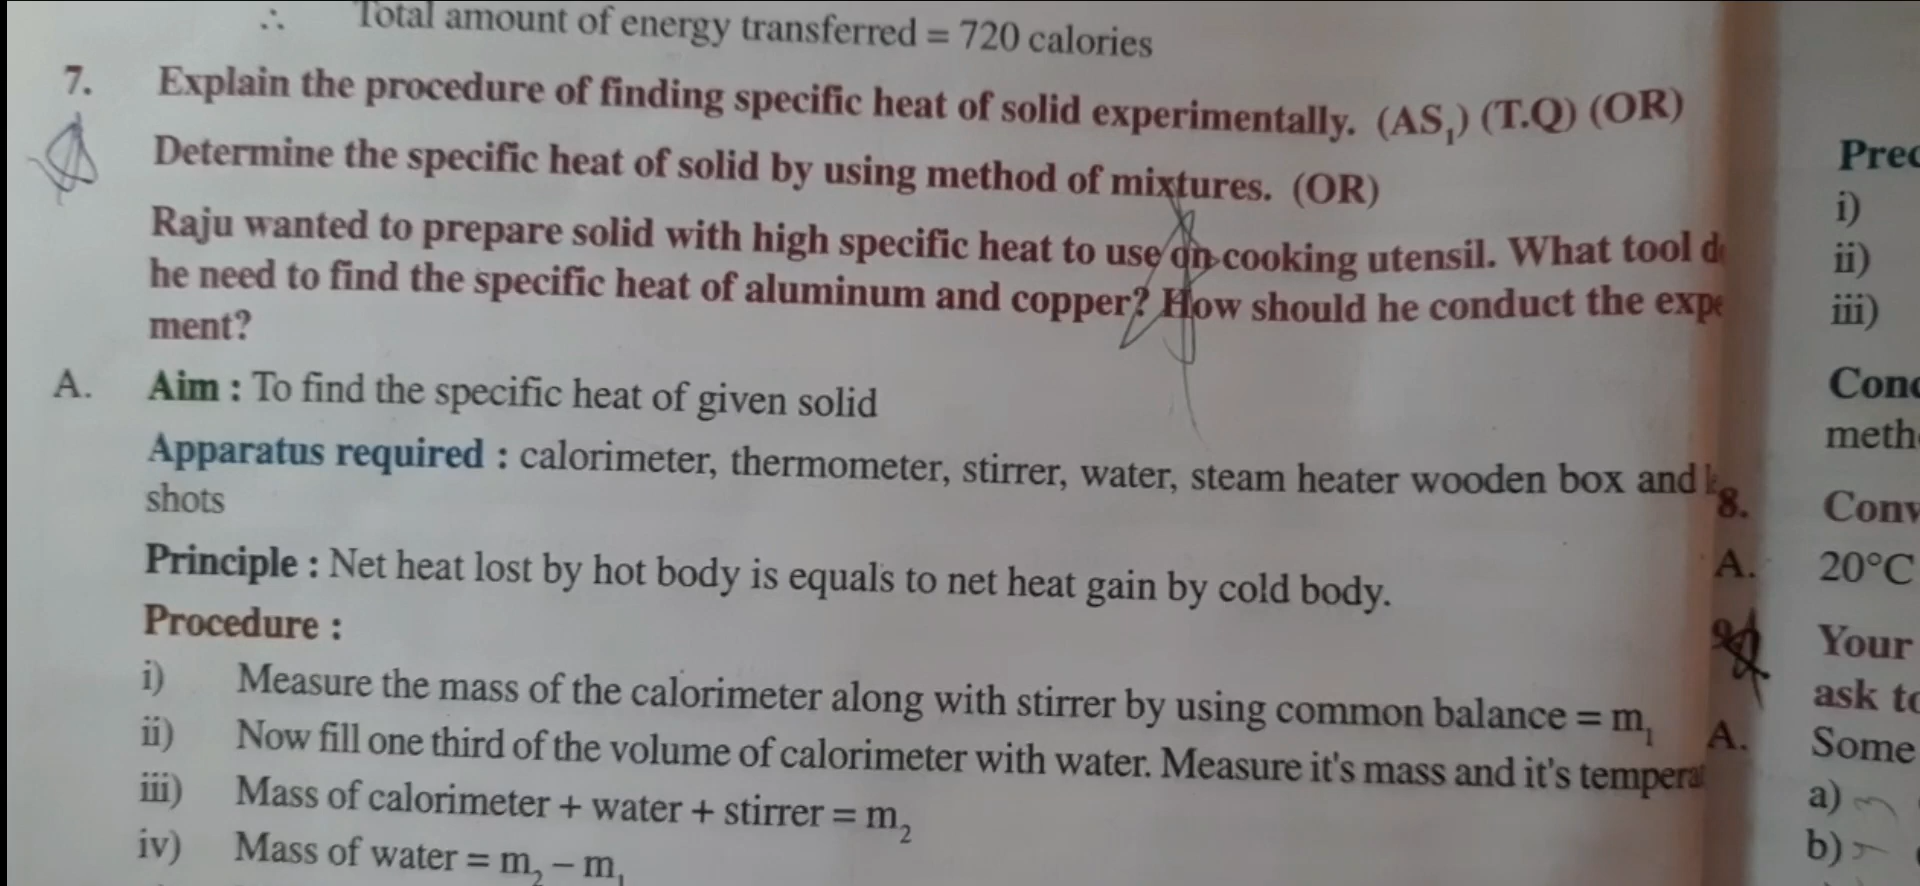 ∴ Total amount of energy transferred = 720 calories
7. Explain the procedure of finding specific heat of solid experimentally. (AS₁) (T.Q) (OR)
Determine the specific heat of solid by using method of mixtures. (OR)
Raju wanted to prepare solid with high specific heat to use on cooking utensil. What tool
he need to find the specific heat of aluminum and copper? How should he conduct the expe
ment?
A. Aim : To find the specific heat of given solid
Apparatus required : calorimeter, thermometer, stirrer, water, steam heater wooden box and
shots
Principle : Net heat lost by hot body is equals to net heat gain by cold body.
Procedure :
i) Measure the mass of the calorimeter along with stirrer by using common balance = m₁
ii) Now fill one third of the volume of calorimeter with water. Measure it's mass and it's tempera
iii) Mass of calorimeter + water + stirrer = m₂
iv) Mass of water = m₂ – m₁
Prec
i)
ii)
iii)
Conc
meth
8. Conv
A. 20°C
Your
ask to
A. Some
a)
b)